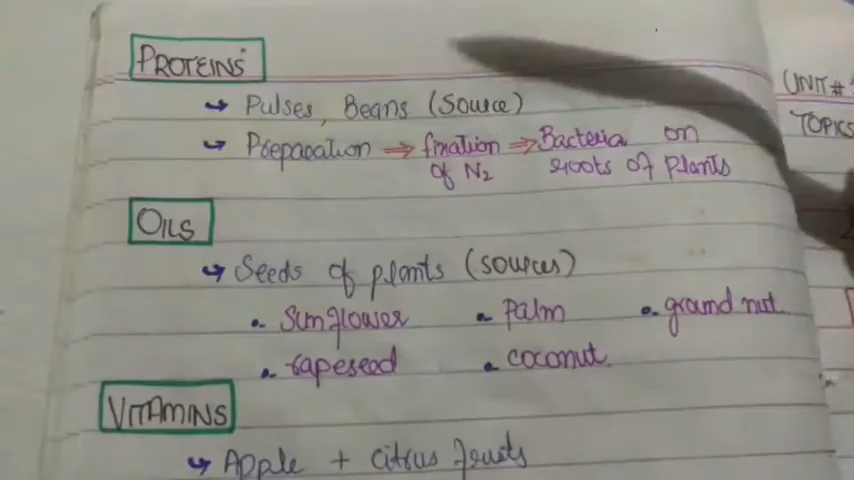 PROTEINS
↪ Pulses, Beans (Source)
↪ Preparation ⇒ fixation of N2 ⇒ Bacteria on roots of plants
OILS
↪ Seeds of plants (sources)
• Sunflower • Palm • ground nut
• rapeseed • coconut
VITAMINS
↪ Apple + citrus fruits
UNIT #
TOPICS